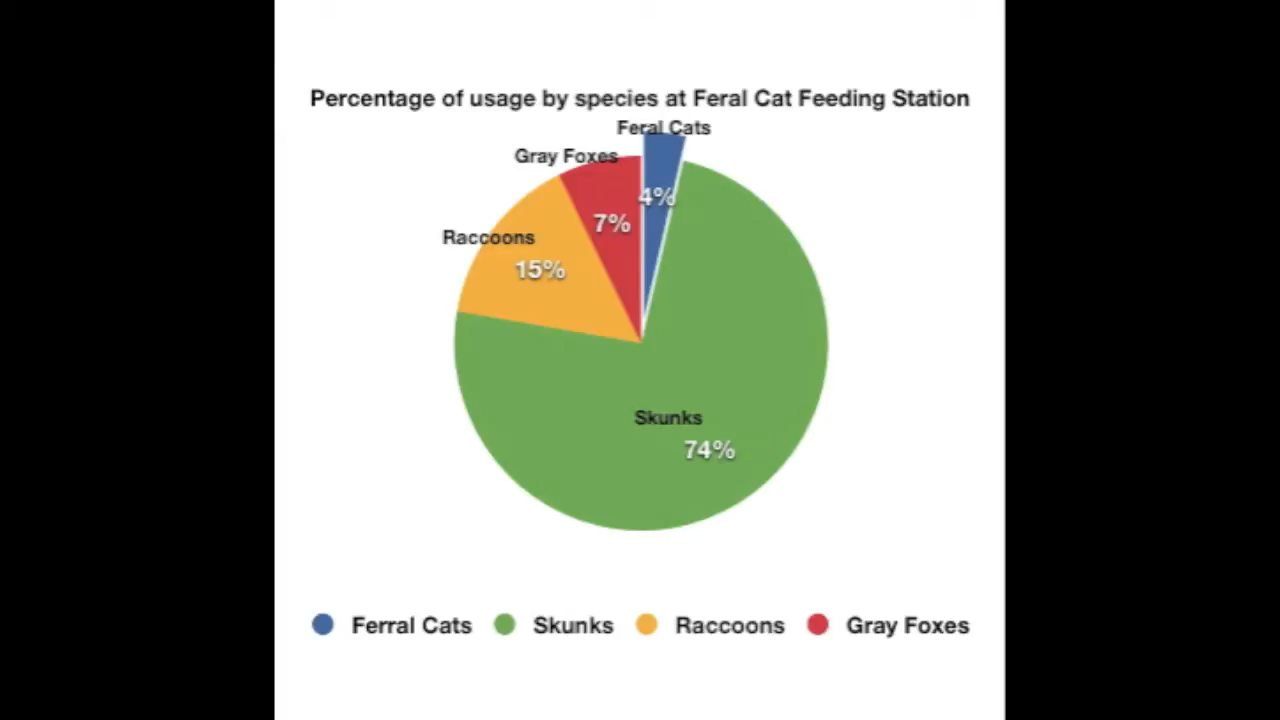 Percentage of usage by species at Feral Cat Feeding Station
Feral Cats
Gray Foxes
4%
7%
Raccoons
15%
Skunks
74%
Ferral Cats Skunks Raccoons Gray Foxes